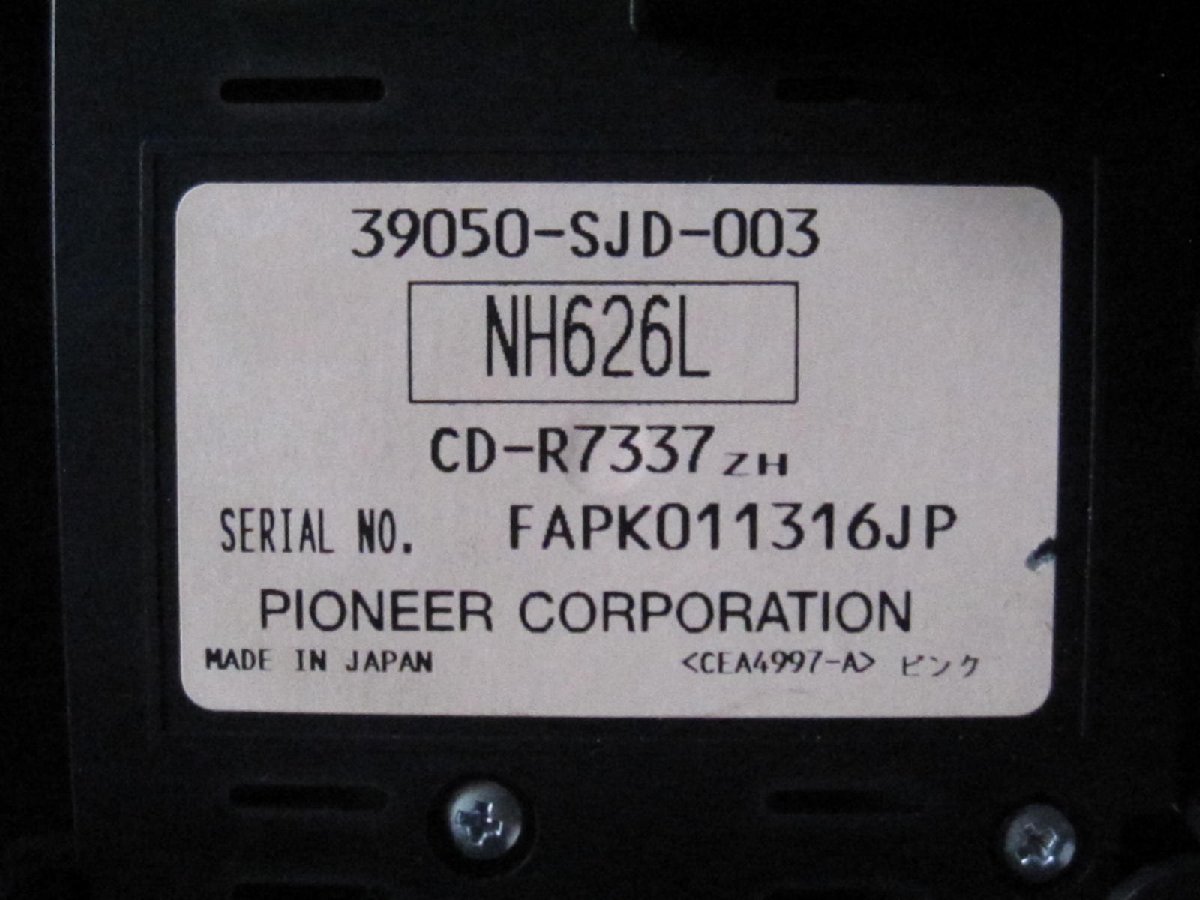 39050-SJD-003
NH626L
CD-R7337 ZH
SERIAL NO. FAPK011316JP
PIONEER CORPORATION
MADE IN JAPAN <CEA4997-A> ピンク